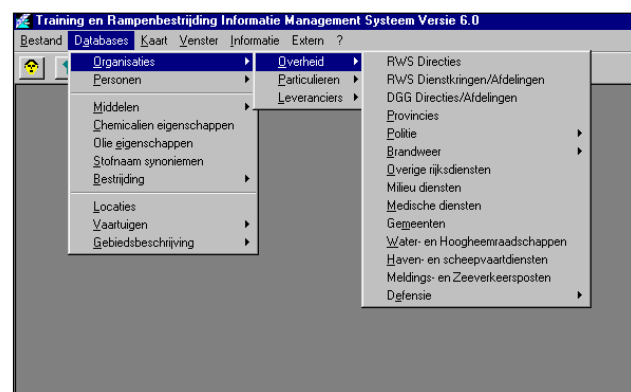 Training en Rampenbestrijding Informatie Management Systeem Versie 6.0
Bestand Databases Kaart Venster Informatie Extern ?
Organisaties
Personen
Middelen
Chemicalien eigenschappen
Olie eigenschappen
Stofnaam synoniemen
Bestrijding
Locaties
Vaartuigen
Gebiedsbeschrijving
Overheid
Particulieren
Leveranciers
RWS Directies
RWS Dienstkringen/Afdelingen
DGG Directies/Afdelingen
Provincies
Politie
Brandweer
Overige rijksdiensten
Milieu diensten
Medische diensten
Gemeenten
Water- en Hoogheemraadschappen
Haven- en scheepvaartdiensten
Meldings- en Zeeverkeersposten
Defensie